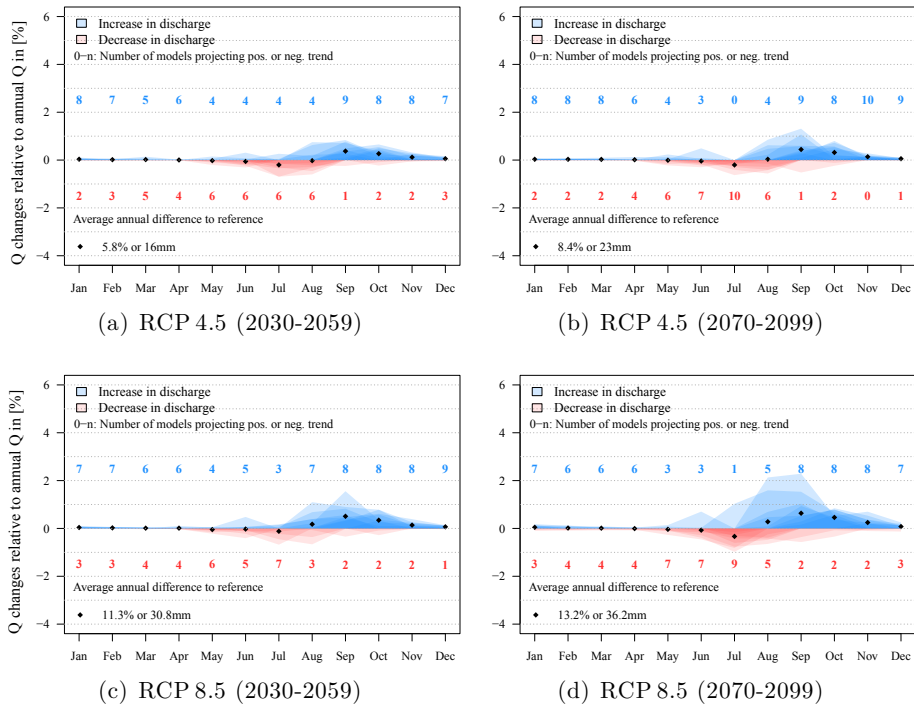 Q changes relative to annual Q in [%]
6
4
2
0
−2
−4
Increase in discharge
Decrease in discharge
0−n: Number of models projecting pos. or neg. trend
8 7 5 6 4 4 4 4 9 8 8 7
2 3 5 4 6 6 6 6 1 2 2 3
Average annual difference to reference
5.8% or 16mm
Jan Feb Mar Apr May Jun Jul Aug Sep Oct Nov Dec
(a) RCP 4.5 (2030-2059)
6
4
2
0
−2
−4
Increase in discharge
Decrease in discharge
0−n: Number of models projecting pos. or neg. trend
8 8 8 6 4 3 0 4 9 8 10 9
2 2 2 4 6 7 10 6 1 2 0 1
Average annual difference to reference
8.4% or 23mm
Jan Feb Mar Apr May Jun Jul Aug Sep Oct Nov Dec
(b) RCP 4.5 (2070-2099)
Q changes relative to annual Q in [%]
6
4
2
0
−2
−4
Increase in discharge
Decrease in discharge
0−n: Number of models projecting pos. or neg. trend
7 7 6 6 4 5 3 7 8 8 8 9
3 3 4 4 6 5 7 3 2 2 2 1
Average annual difference to reference
11.3% or 30.8mm
Jan Feb Mar Apr May Jun Jul Aug Sep Oct Nov Dec
(c) RCP 8.5 (2030-2059)
6
4
2
0
−2
−4
Increase in discharge
Decrease in discharge
0−n: Number of models projecting pos. or neg. trend
7 6 6 6 3 3 1 5 8 8 8 7
3 4 4 4 7 7 9 5 2 2 2 3
Average annual difference to reference
13.2% or 36.2mm
Jan Feb Mar Apr May Jun Jul Aug Sep Oct Nov Dec
(d) RCP 8.5 (2070-2099)